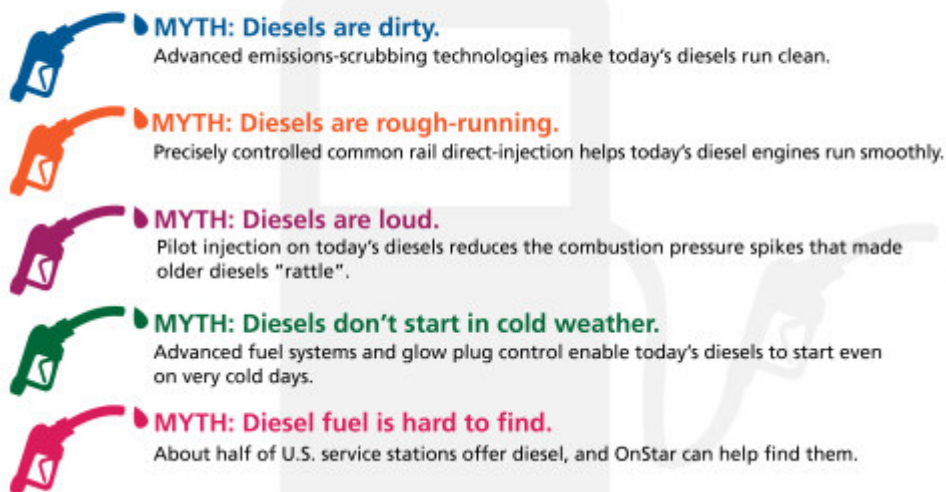 MYTH: Diesels are dirty.
Advanced emissions-scrubbing technologies make today's diesels run clean.
MYTH: Diesels are rough-running.
Precisely controlled common rail direct-injection helps today's diesel engines run smoothly.
MYTH: Diesels are loud.
Pilot injection on today's diesels reduces the combustion pressure spikes that made
older diesels "rattle".
MYTH: Diesels don't start in cold weather.
Advanced fuel systems and glow plug control enable today's diesels to start even
on very cold days.
MYTH: Diesel fuel is hard to find.
About half of U.S. service stations offer diesel, and OnStar can help find them.